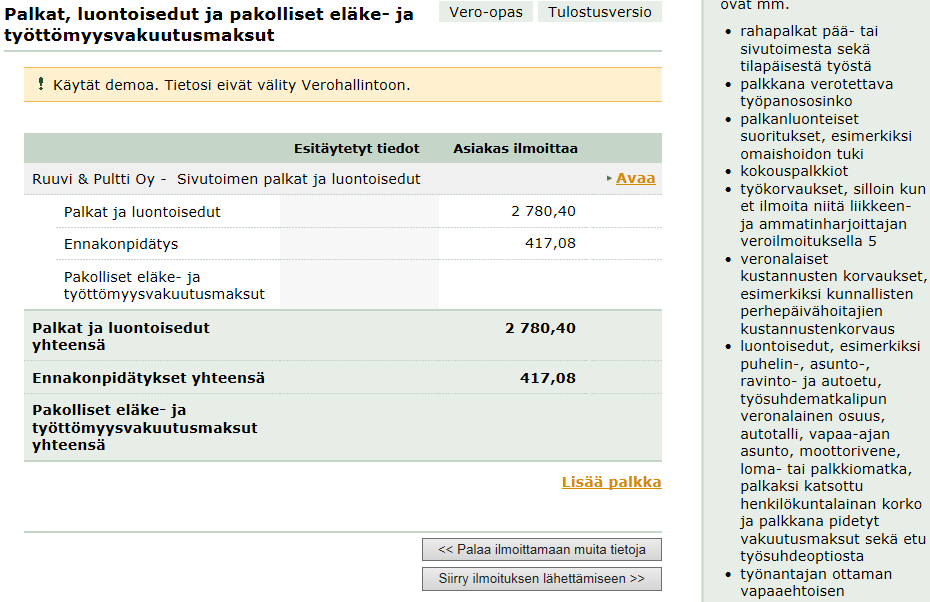 Palkat, luontoisedut ja pakolliset eläke- ja
työttömyysvakuutusmaksut
Vero-opas
Tulostusversio
! Käytät demoa. Tietosi eivät välity Verohallintoon.
Esitäytetyt tiedot Asiakas ilmoittaa
Ruuvi & Pultti Oy - Sivutoimen palkat ja luontoisedut Avaa
Palkat ja luontoisedut 2 780,40
Ennakonpidätys 417,08
Pakolliset eläke- ja
työttömyysvakuutusmaksut
Palkat ja luontoisedut
yhteensä
2 780,40
Ennakonpidätykset yhteensä 417,08
Pakolliset eläke- ja
työttömyysvakuutusmaksut
yhteensä
Lisää palkka
<< Palaa ilmoittamaan muita tietoja
Siirry ilmoituksen lähettämiseen >>
ovat mm.
• rahapalkat pää- tai
sivutoimesta sekä
tilapäisestä työstä
• palkkana verotettava
työpanososinko
• palkanluonteiset
suoritukset, esimerkiksi
omaishoidon tuki
• kokouspalkkiot
• työkorvaukset, silloin kun
et ilmoita niitä liikkeen-
ja ammatinharjoittajan
veroilmoituksella 5
• veronalaiset
kustannusten korvaukset,
esimerkiksi kunnallisten
perhepäivähoitajien
kustannustenkorvaus
• luontoisedut, esimerkiksi
puhelin-, asunto-,
ravinto- ja autoetu,
työsuhdematkalipun
veronalainen osuus,
autotalli, vapaa-ajan
asunto, moottorivene,
loma- tai palkkiomatka,
palkaksi katsottu
henkilökuntalainan korko
ja palkkana pidetyt
vakuutusmaksut sekä etu
työsuhdeoptiosta
• työnantajan ottaman
vapaaehtoisen